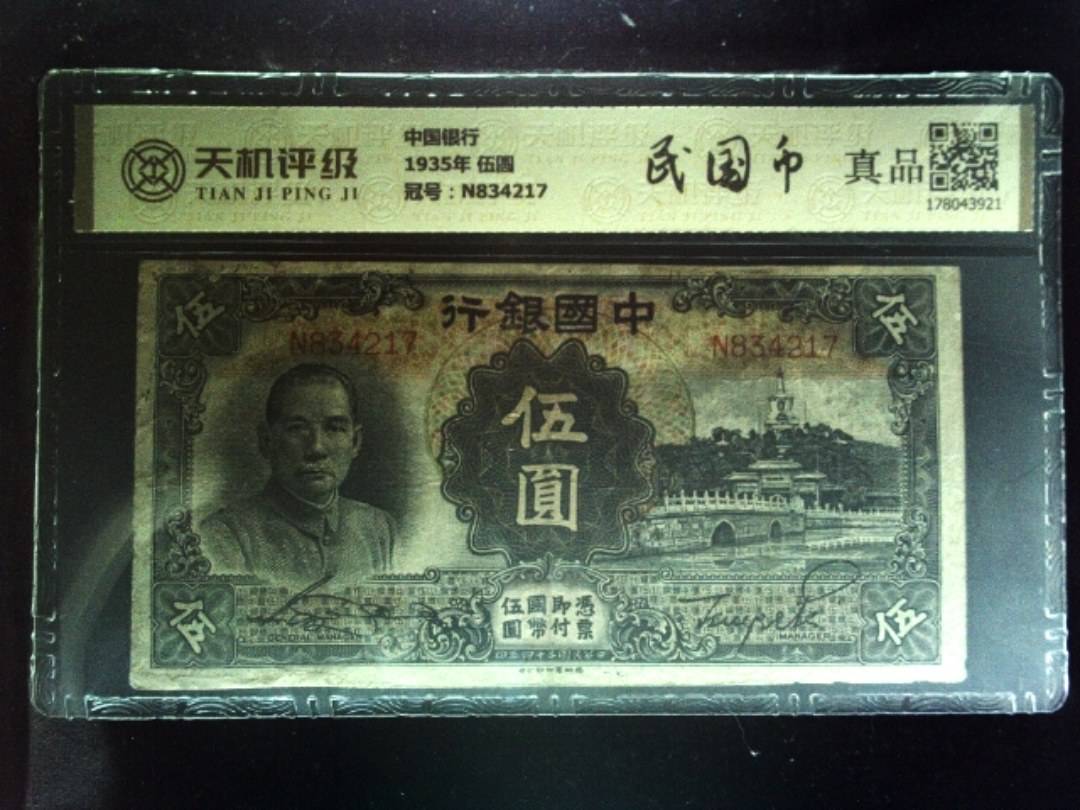 天机评级
TIAN JI PING JI
中国银行
1935年 伍圓
冠号：N834217
民国币
真品
178043921
伍
行銀國中
伍
N834217
N834217
伍
圓
憑票
即付
國幣
伍圓
伍
GENERAL MANAGER
MANAGER
伍